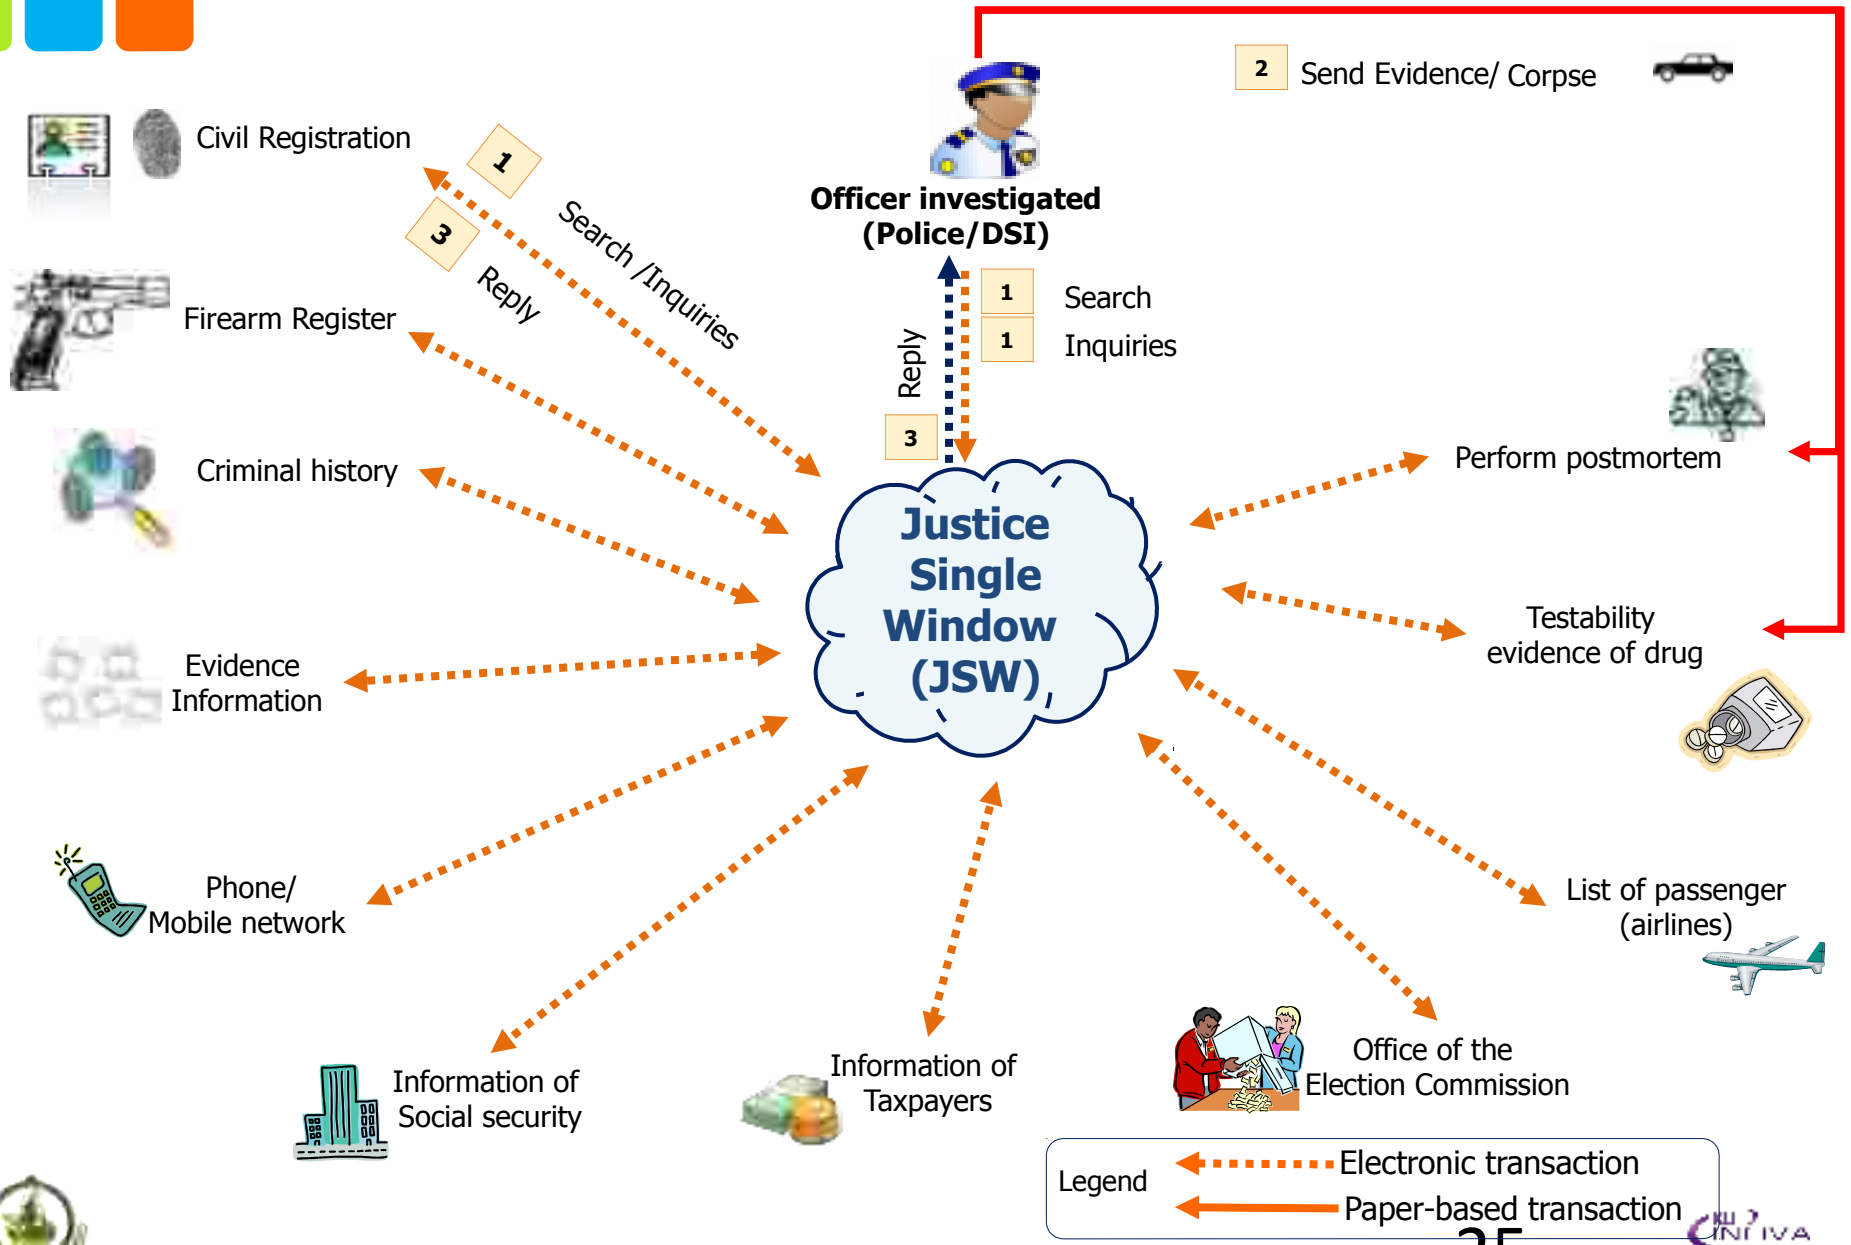 2 Send Evidence/ Corpse
Civil Registration
1
Search /Inquiries
3
Reply
Officer investigated
(Police/DSI)
1 Search
1 Inquiries
Reply
3
Firearm Register
Criminal history
Evidence
Information
Phone/
Mobile network
Information of
Social security
Information of
Taxpayers
Office of the
Election Commission
List of passenger
(airlines)
Testability
evidence of drug
Perform postmortem
Justice
Single
Window
(JSW)
Legend
Electronic transaction
Paper-based transaction